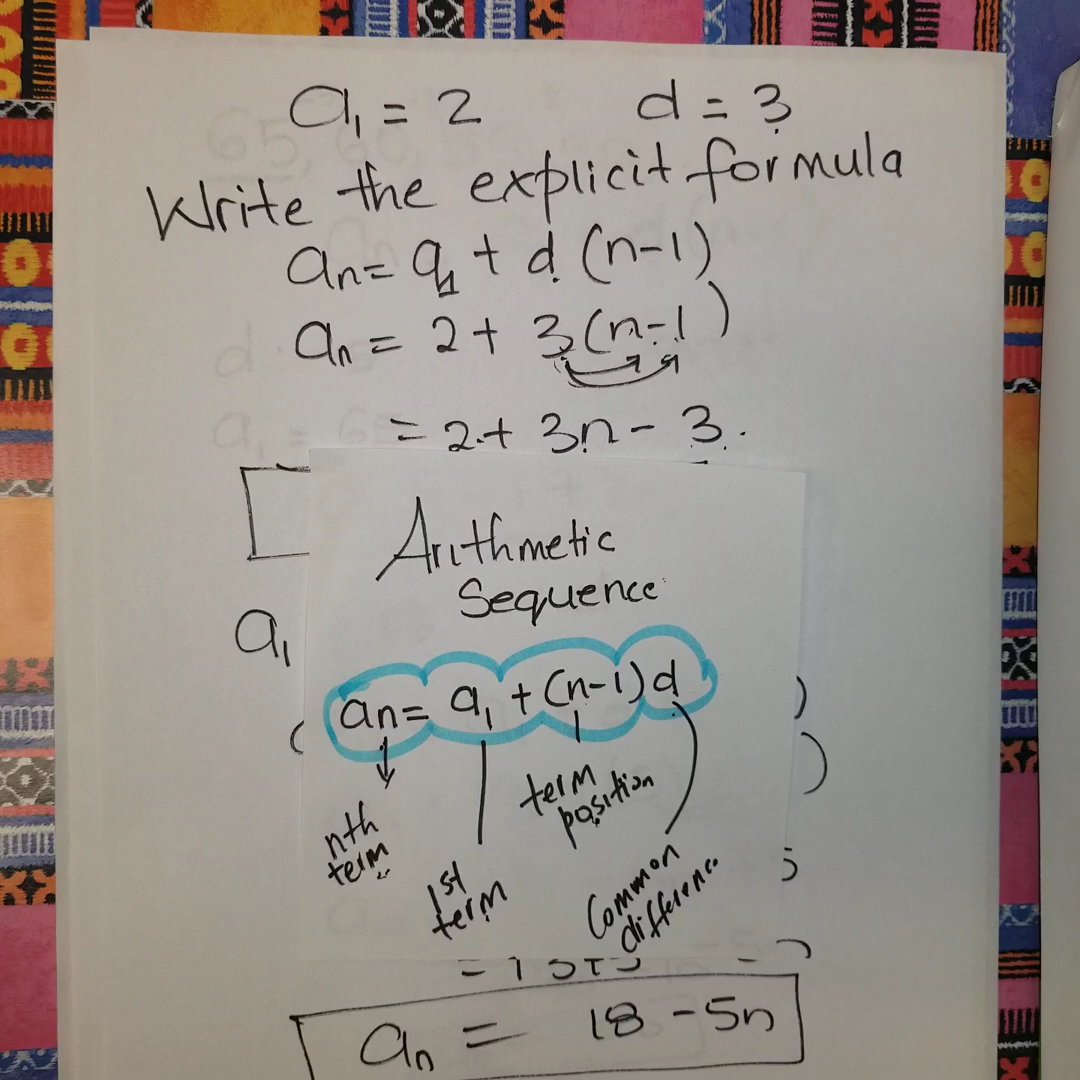 a₁ = 2 d = 3
Write the explicit formula
aₙ = a₁ + d (n-1)
aₙ = 2 + 3(n-1)
= 2 + 3n - 3
Arithmetic
Sequence
a₁
aₙ = a₁ + (n-1) d
term
position
nth
term
1st
term
Common
difference
aₙ = 18 - 5n